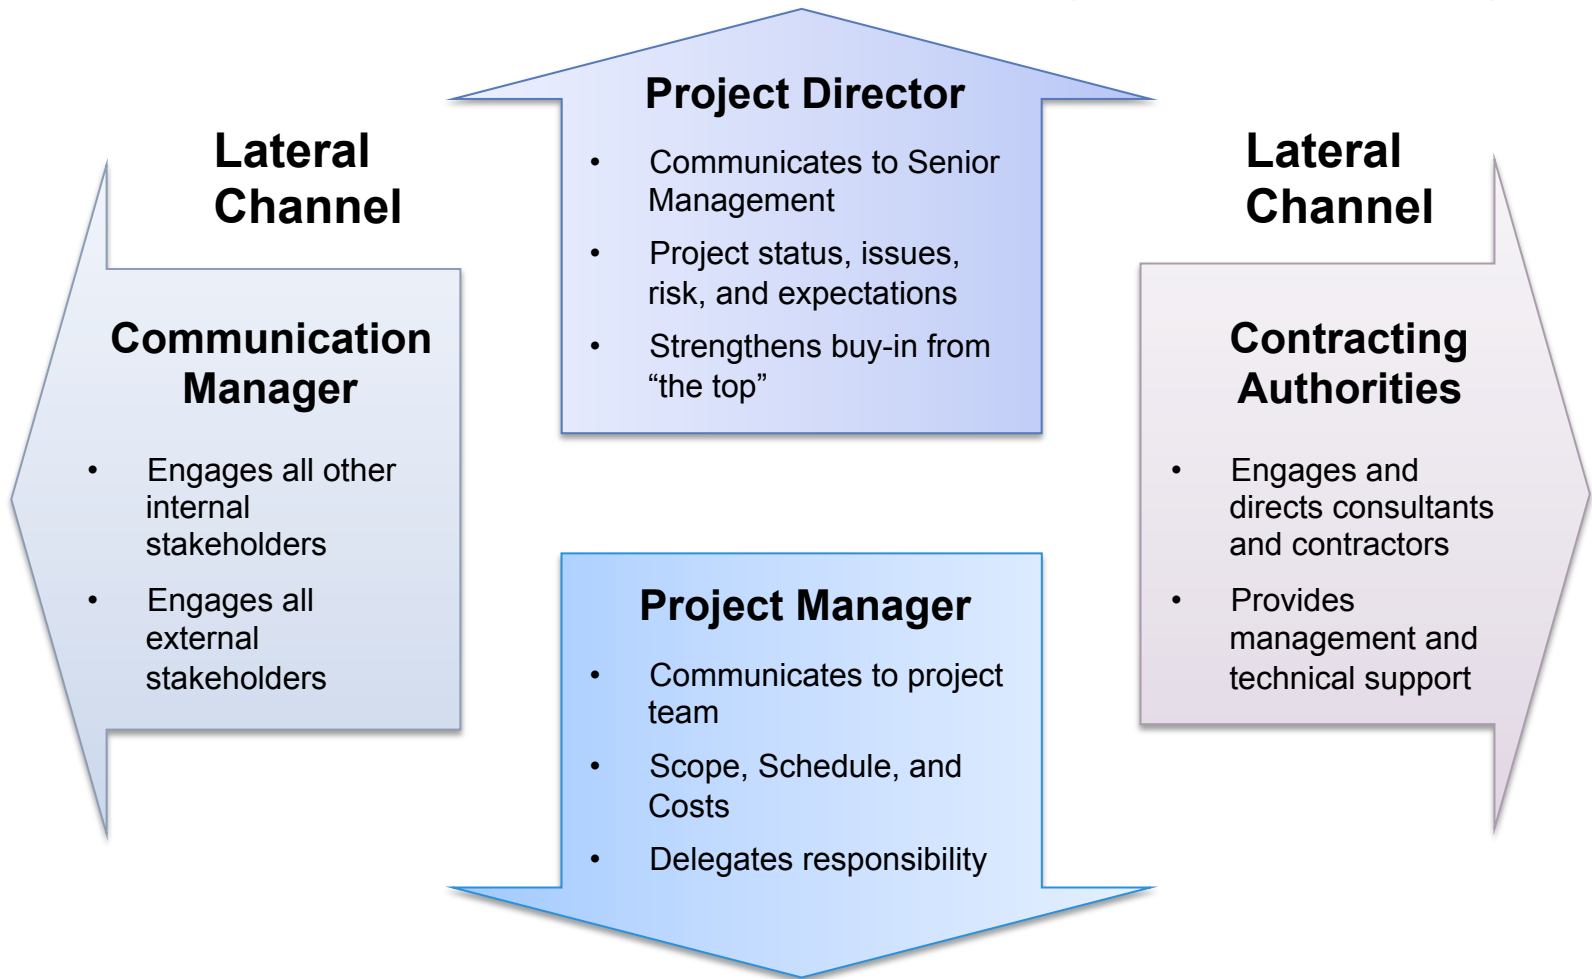 Project Director
• Communicates to Senior
Management
• Project status, issues,
risk, and expectations
• Strengthens buy-in from
“the top”
Lateral
Channel
Communication
Manager
• Engages all other
internal
stakeholders
• Engages all
external
stakeholders
Lateral
Channel
Contracting
Authorities
• Engages and
directs consultants
and contractors
• Provides
management and
technical support
Project Manager
• Communicates to project
team
• Scope, Schedule, and
Costs
• Delegates responsibility